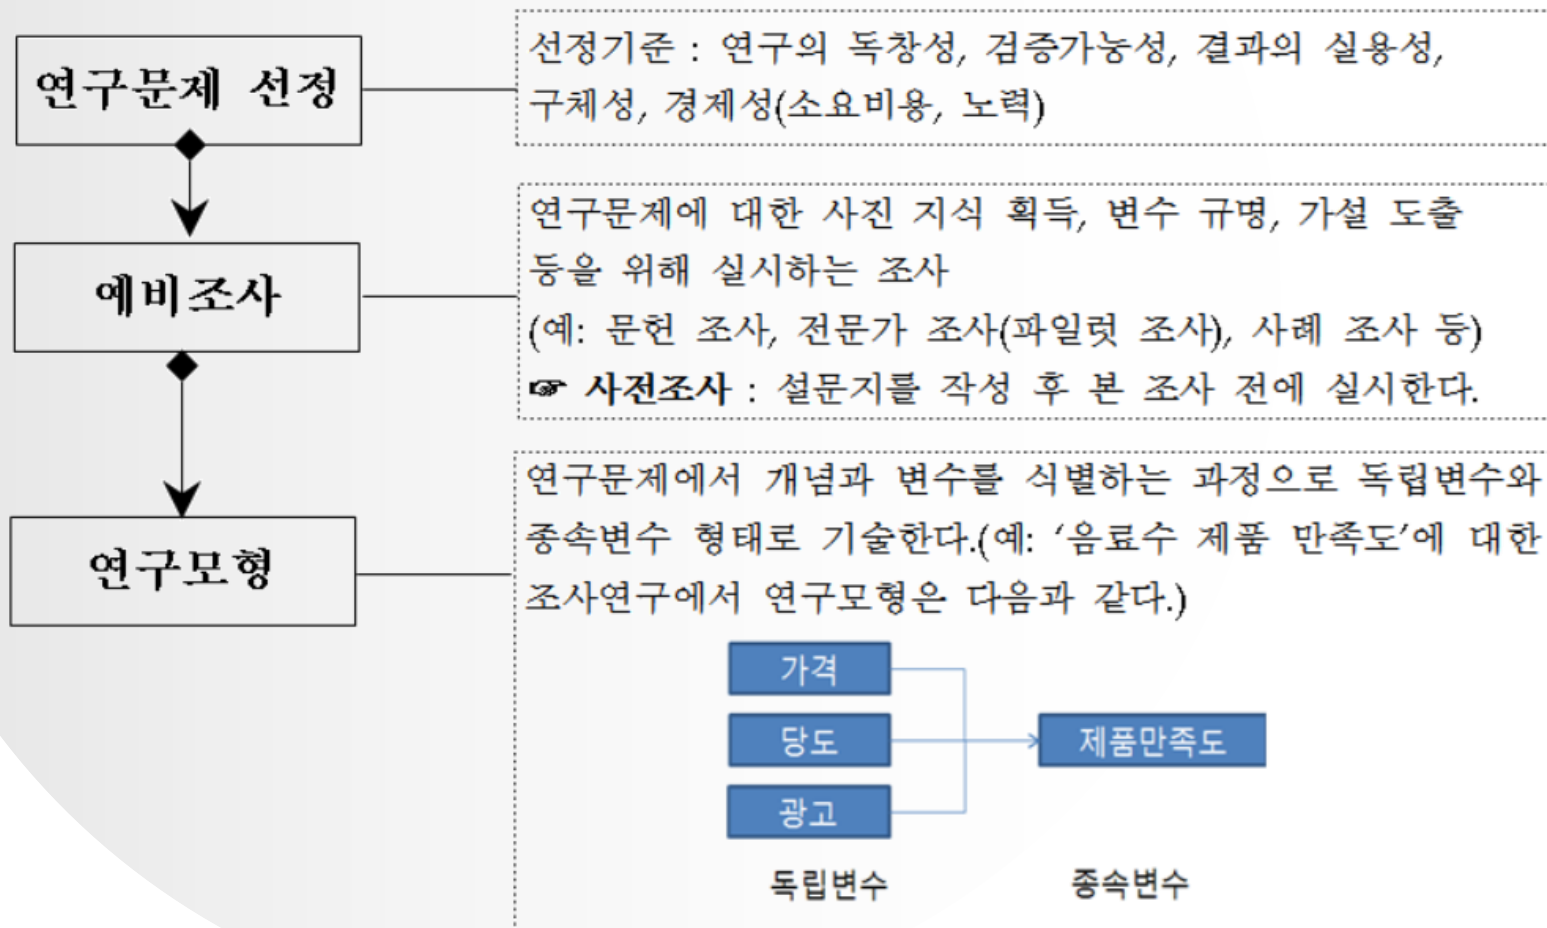 연구문제 선정
선정기준 : 연구의 독창성, 검증가능성, 결과의 실용성,
구체성, 경제성(소요비용, 노력)
예비조사
연구문제에 대한 사진 지식 획득, 변수 규명, 가설 도출
등을 위해 실시하는 조사
(예: 문헌 조사, 전문가 조사(파일럿 조사), 사례 조사 등)
☞ 사전조사 : 설문지를 작성 후 본 조사 전에 실시한다.
연구모형
연구문제에서 개념과 변수를 식별하는 과정으로 독립변수와
종속변수 형태로 기술한다.(예: '음료수 제품 만족도'에 대한
조사연구에서 연구모형은 다음과 같다.)
가격
당도
제품만족도
광고
독립변수
종속변수